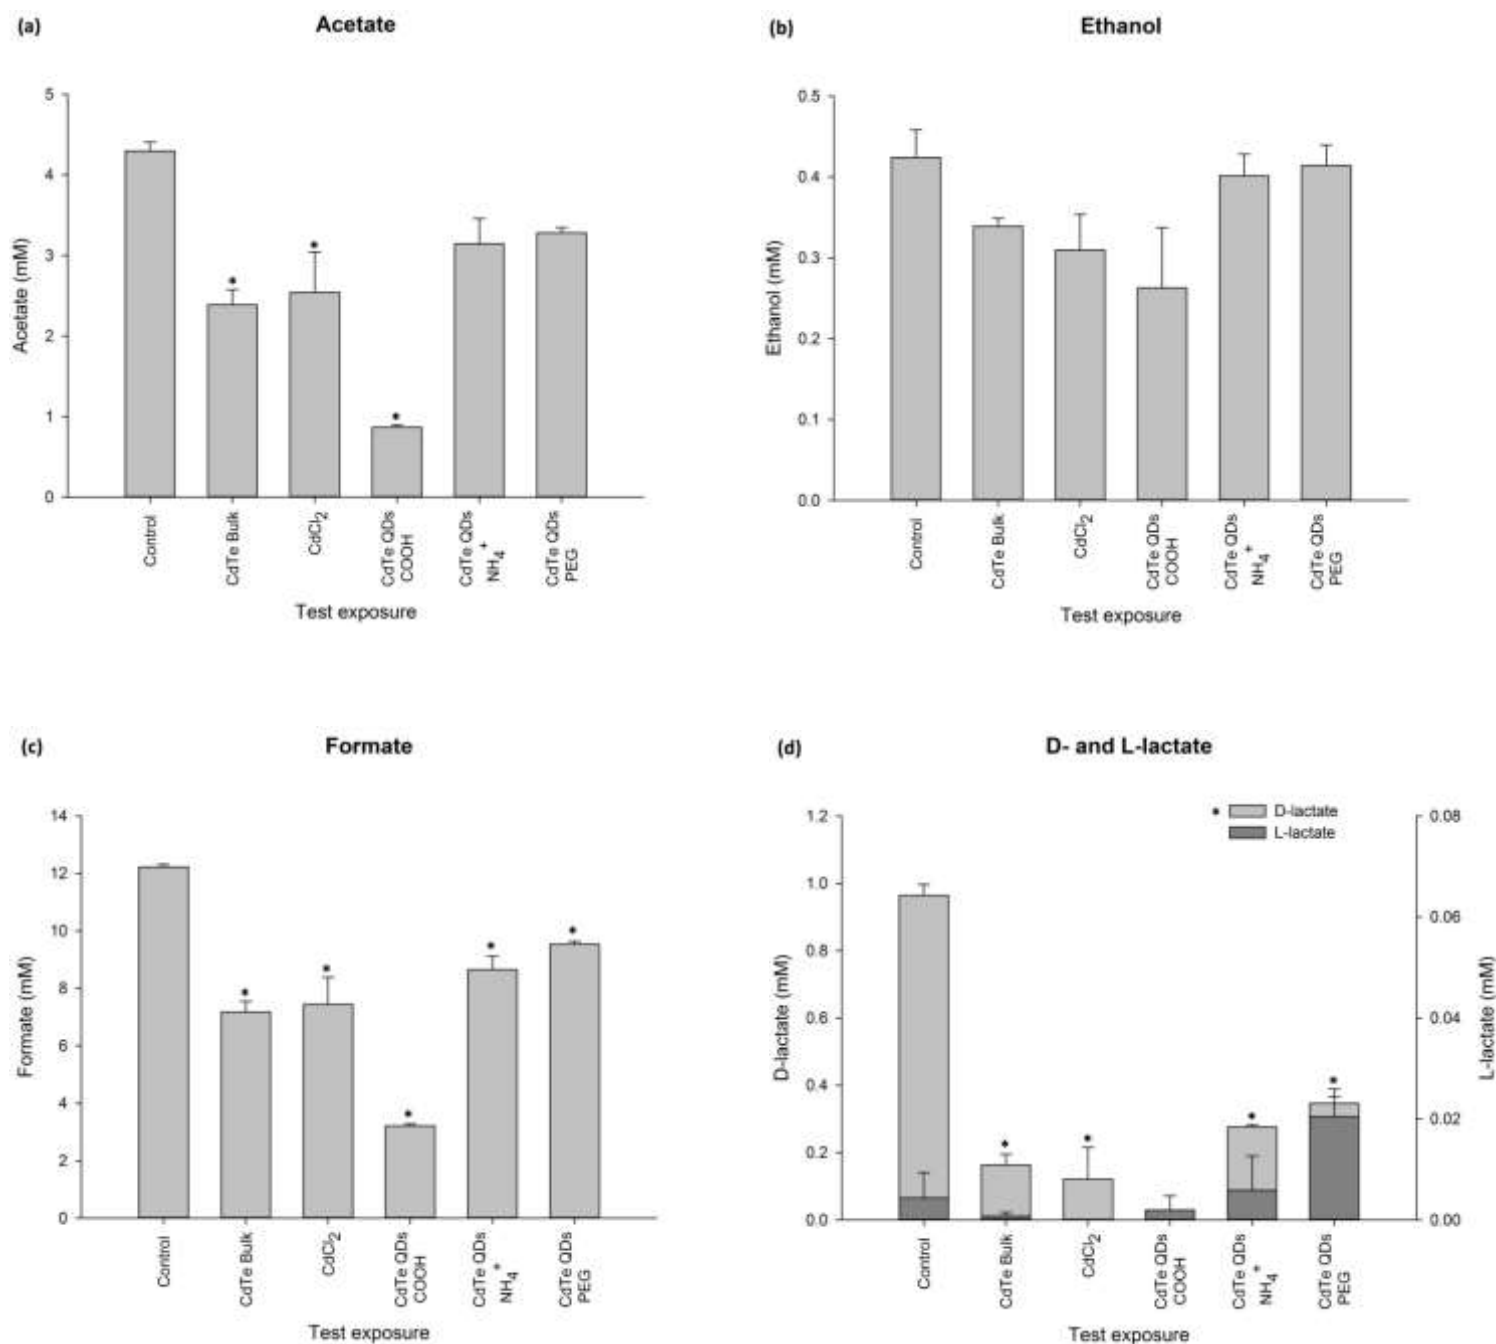 (a)
Acetate
5
4
3
2
1
0
Acetate (mM)
*
*
*
Control
CdTe Bulk
CdCl2
CdTe QDs
COOH
CdTe QDs
NH4+
CdTe QDs
PEG
Test exposure
(b)
Ethanol
0.5
0.4
0.3
0.2
0.1
0.0
Ethanol (mM)
Control
CdTe Bulk
CdCl2
CdTe QDs
COOH
CdTe QDs
NH4+
CdTe QDs
PEG
Test exposure
(c)
Formate
14
12
10
8
6
4
2
0
Formate (mM)
*
*
*
*
*
Control
CdTe Bulk
CdCl2
CdTe QDs
COOH
CdTe QDs
NH4+
CdTe QDs
PEG
Test exposure
(d)
D- and L-lactate
* D-lactate
L-lactate
1.2
1.0
0.8
0.6
0.4
0.2
0.0
D-lactate (mM)
0.08
0.06
0.04
0.02
0.00
L-lactate (mM)
*
*
*
*
Control
CdTe Bulk
CdCl2
CdTe QDs
COOH
CdTe QDs
NH4+
CdTe QDs
PEG
Test exposure